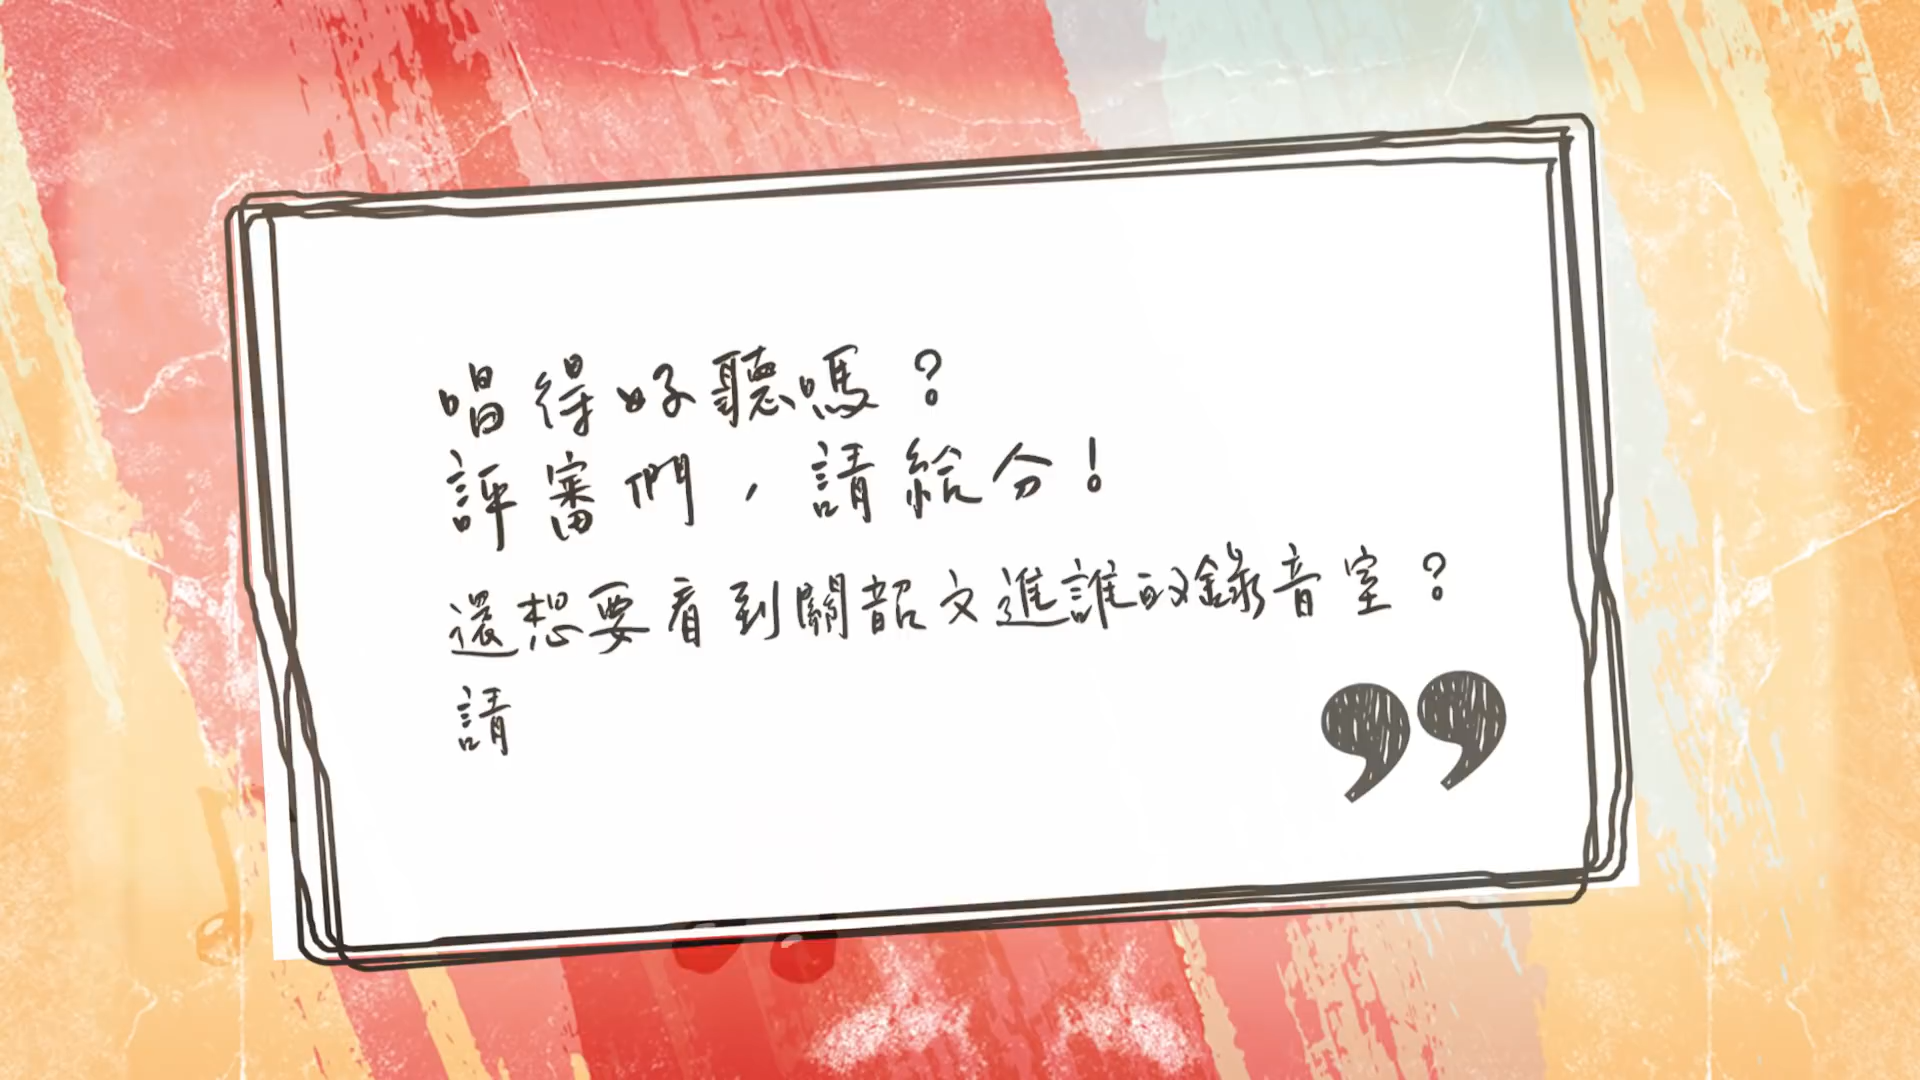 唱得好聽嗎？
評審們，請給分！
還想要看到關韶文進誰的錄音室？
請